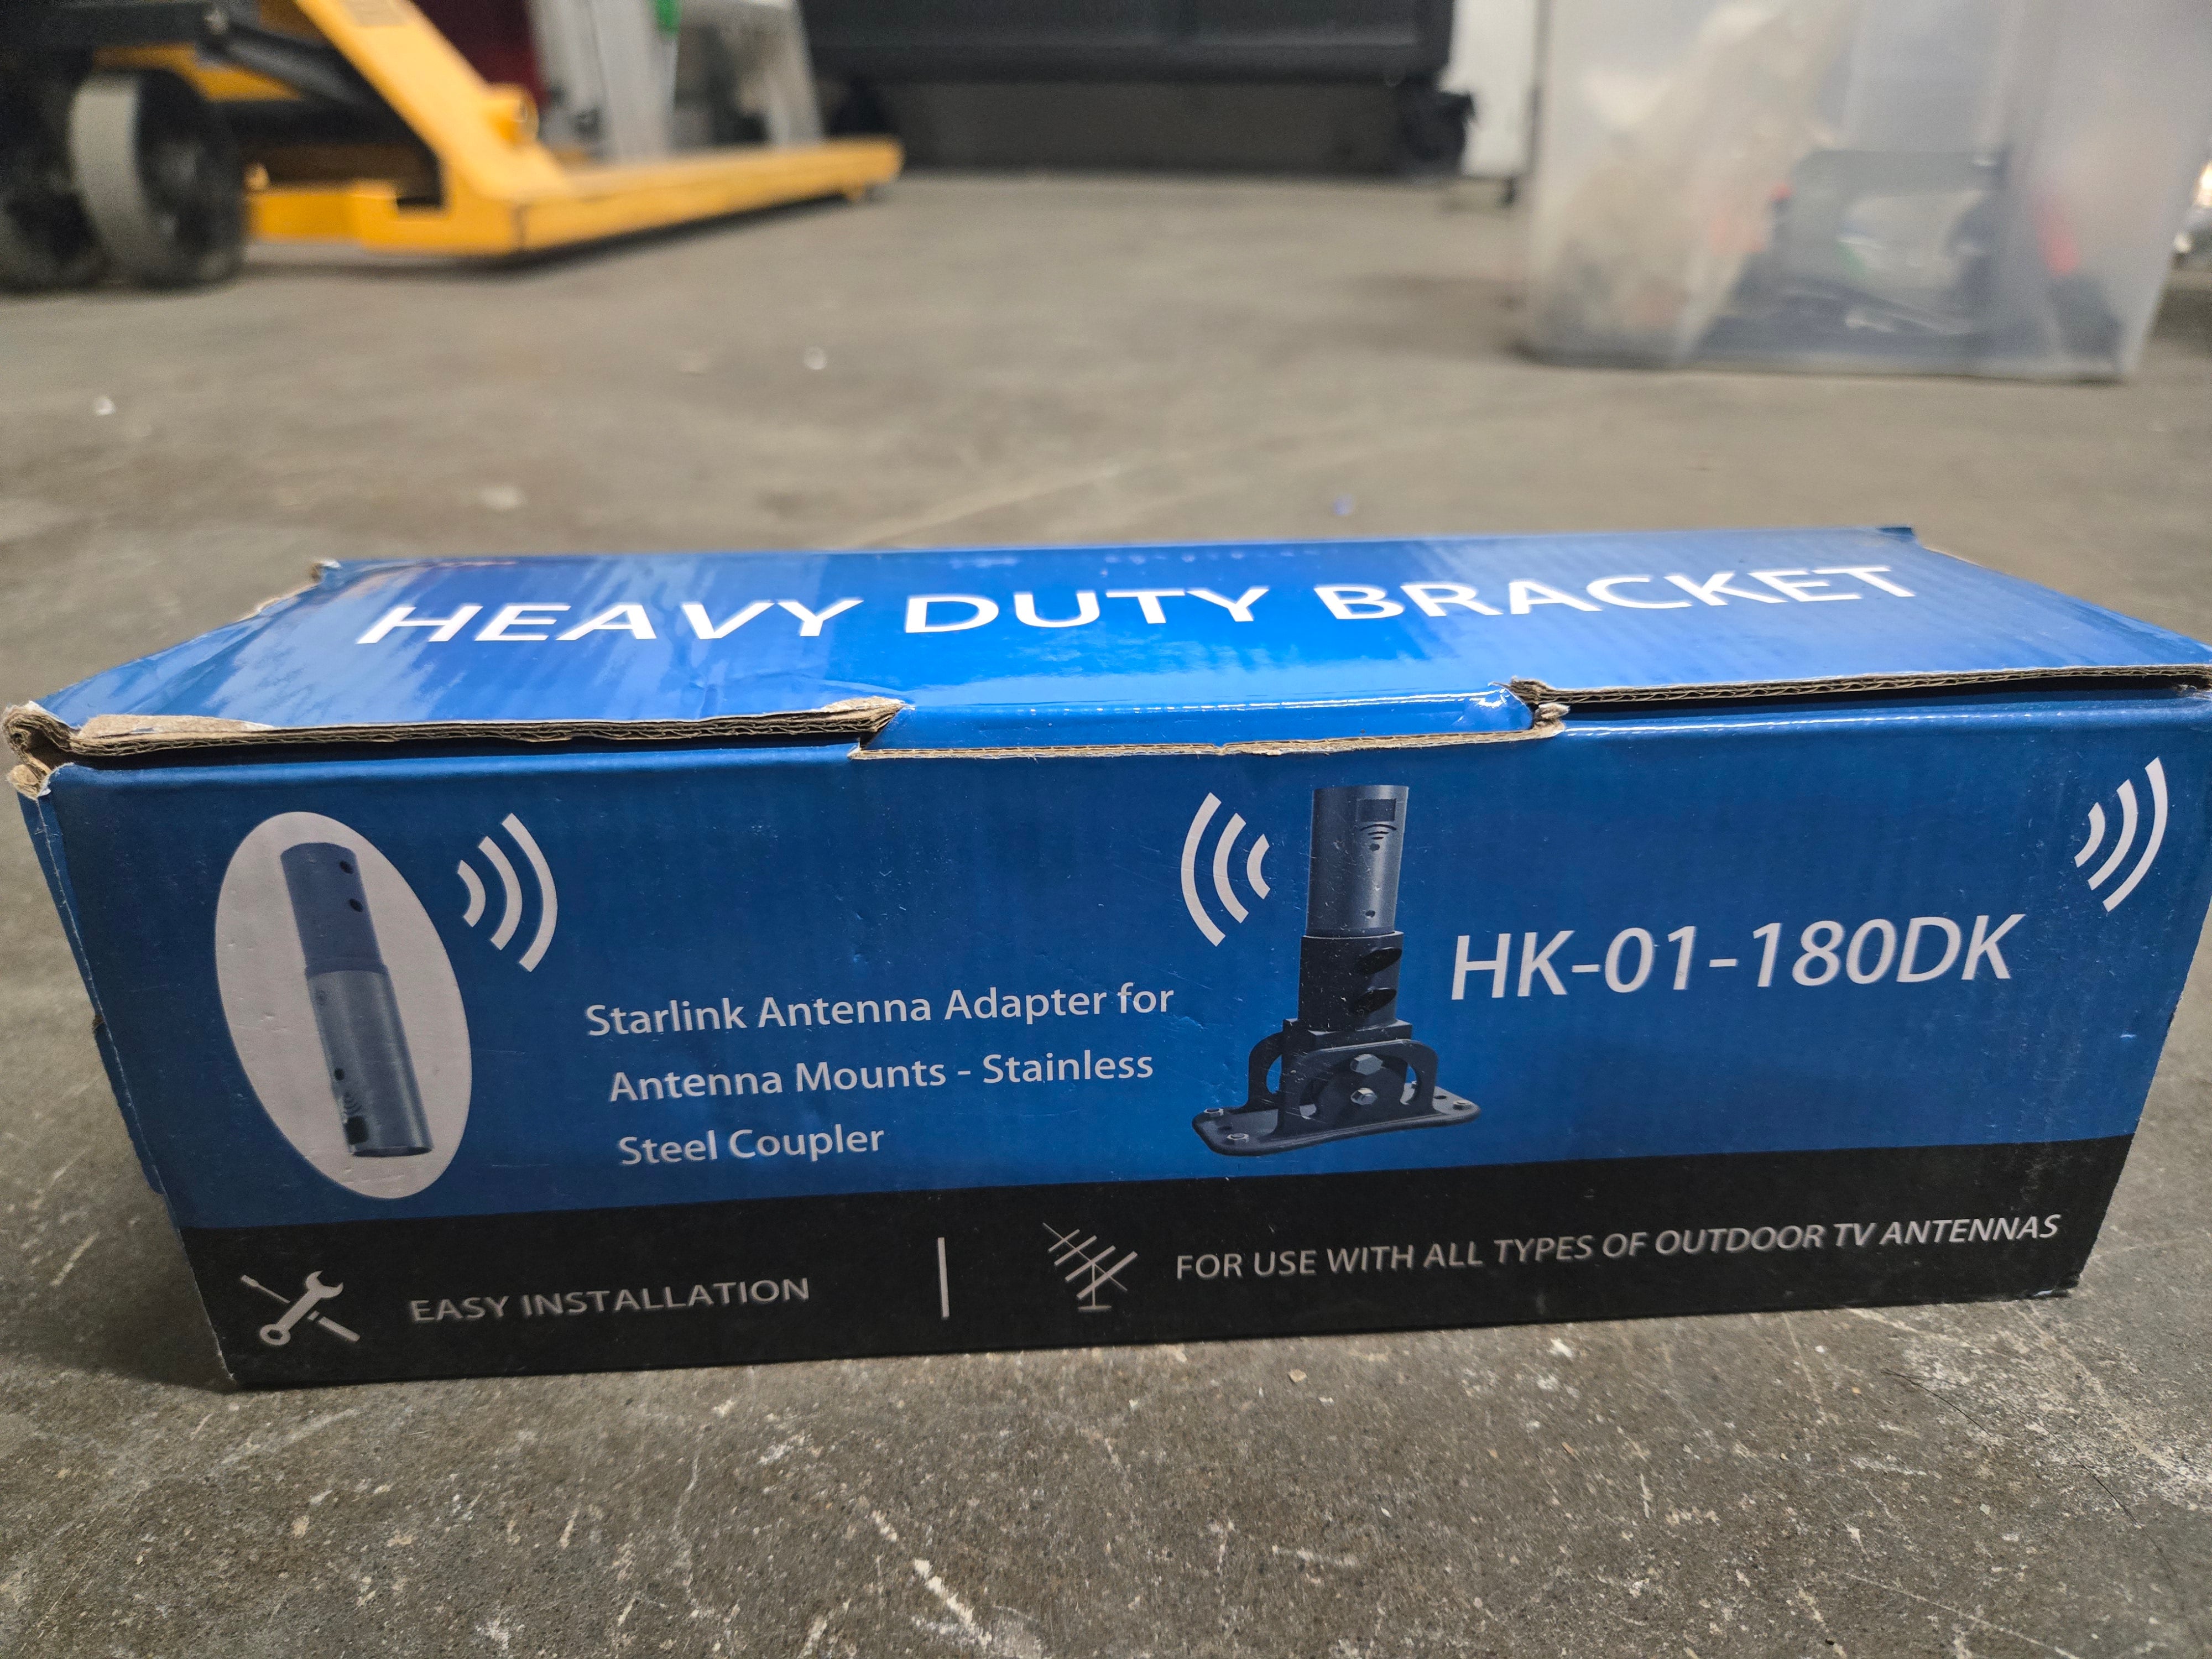 HEAVY DUTY BRACKET
Starlink Antenna Adapter for
Antenna Mounts - Stainless
Steel Coupler
HK-01-180DK
EASY INSTALLATION
FOR USE WITH ALL TYPES OF OUTDOOR TV ANTENNAS